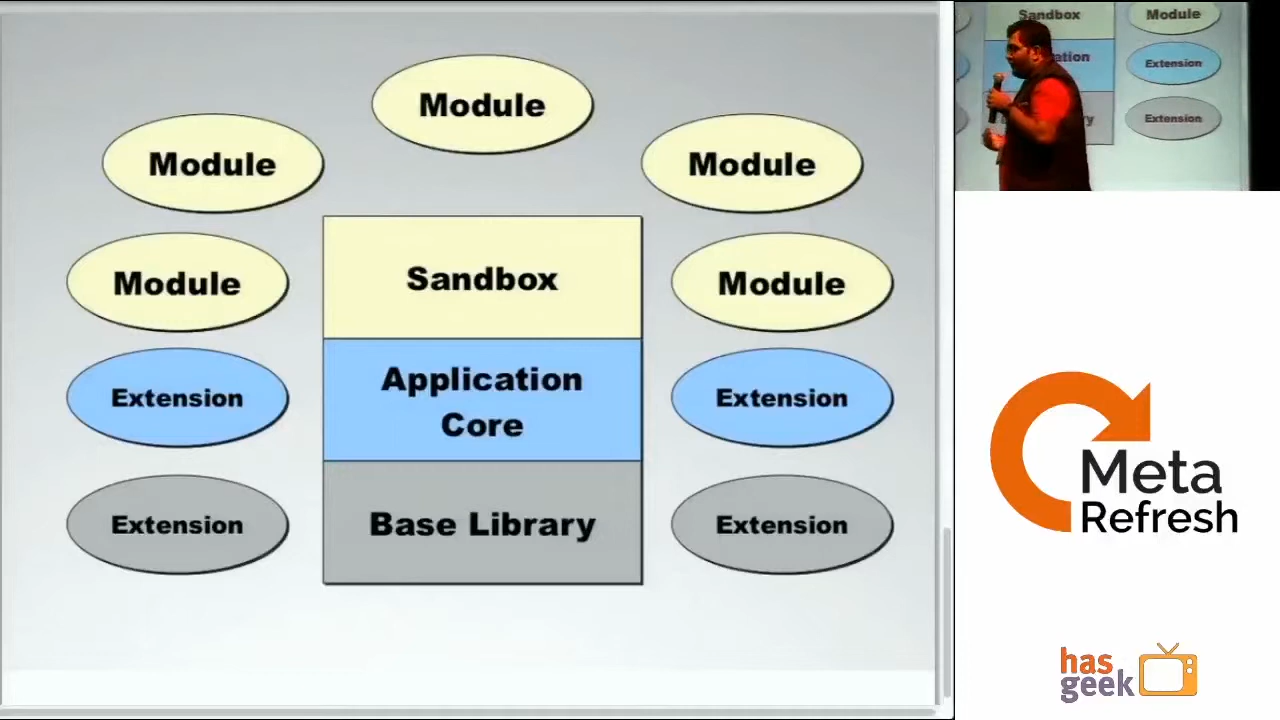 Module
Module
Module
Module
Sandbox
Module
Extension
Application
Core
Extension
Extension
Base Library
Extension
Sandbox
Module
Extension
Extension
Meta
Refresh
has
geek